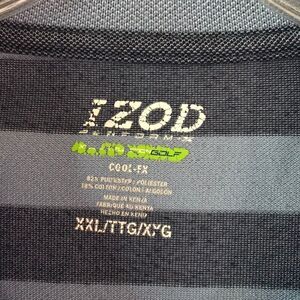 IZOD
GOLF
COOL-FX
82% POLYESTER / POLIESTER
18% COTTON / COTON / ALGODON
MADE IN KENYA
FABRIQUÉ AU KENYA
HECHO EN KENIA
XXL/TTG/XXG